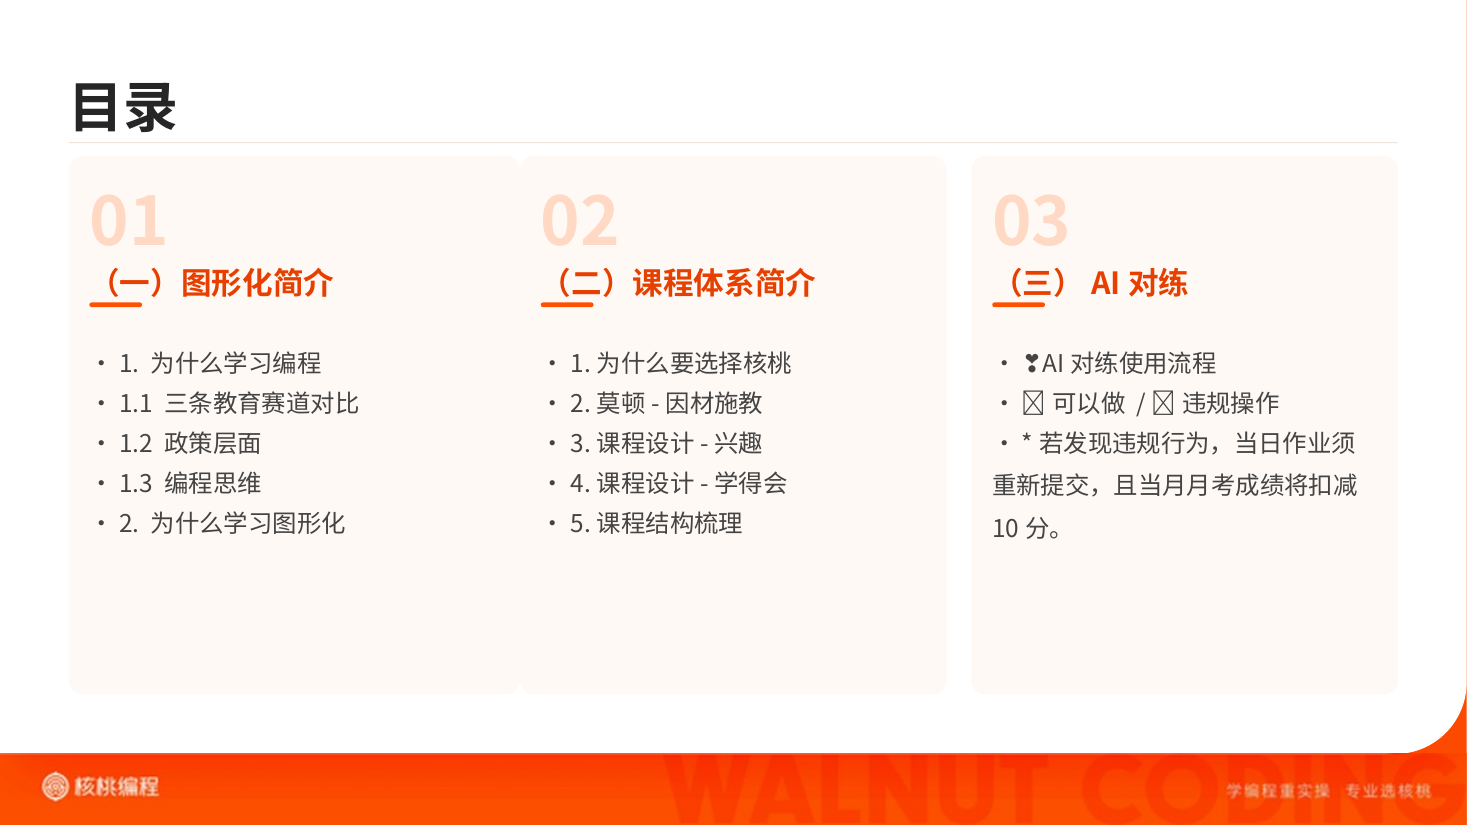 目录
01
（一）图形化简介
• 1. 为什么学习编程
• 1.1 三条教育赛道对比
• 1.2 政策层面
• 1.3 编程思维
• 2. 为什么学习图形化
02
（二）课程体系简介
• 1. 为什么要选择核桃
• 2. 莫顿 - 因材施教
• 3. 课程设计 - 兴趣
• 4. 课程设计 - 学得会
• 5. 课程结构梳理
03
（三） AI 对练
• ❣AI 对练使用流程
• 可以做 / 违规操作
• * 若发现违规行为，当日作业须
重新提交，且当月月考成绩将扣减
10 分。
核桃编程
WALNUT CODING
学编程重实操 专业选核桃